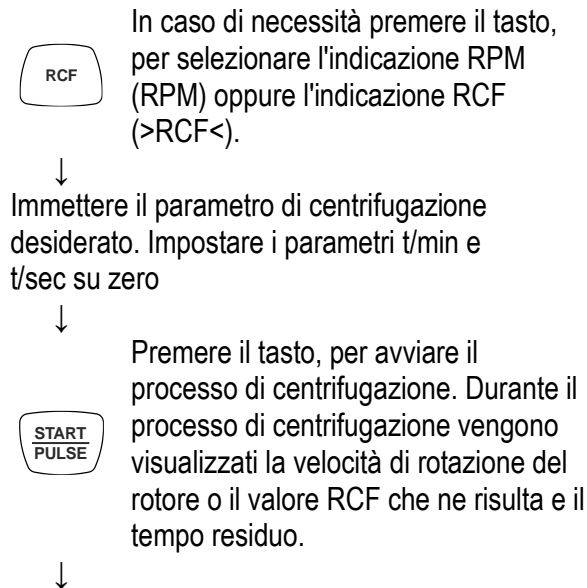 In caso di necessità premere il tasto,
per selezionare l'indicazione RPM
(RPM) oppure l'indicazione RCF
(>RCF<).
RCF
↓
Immettere il parametro di centrifugazione
desiderato. Impostare i parametri t/min e
t/sec su zero
↓
Premere il tasto, per avviare il
processo di centrifugazione. Durante il
processo di centrifugazione vengono
visualizzati la velocità di rotazione del
rotore o il valore RCF che ne risulta e il
tempo residuo.
START
PULSE
↓